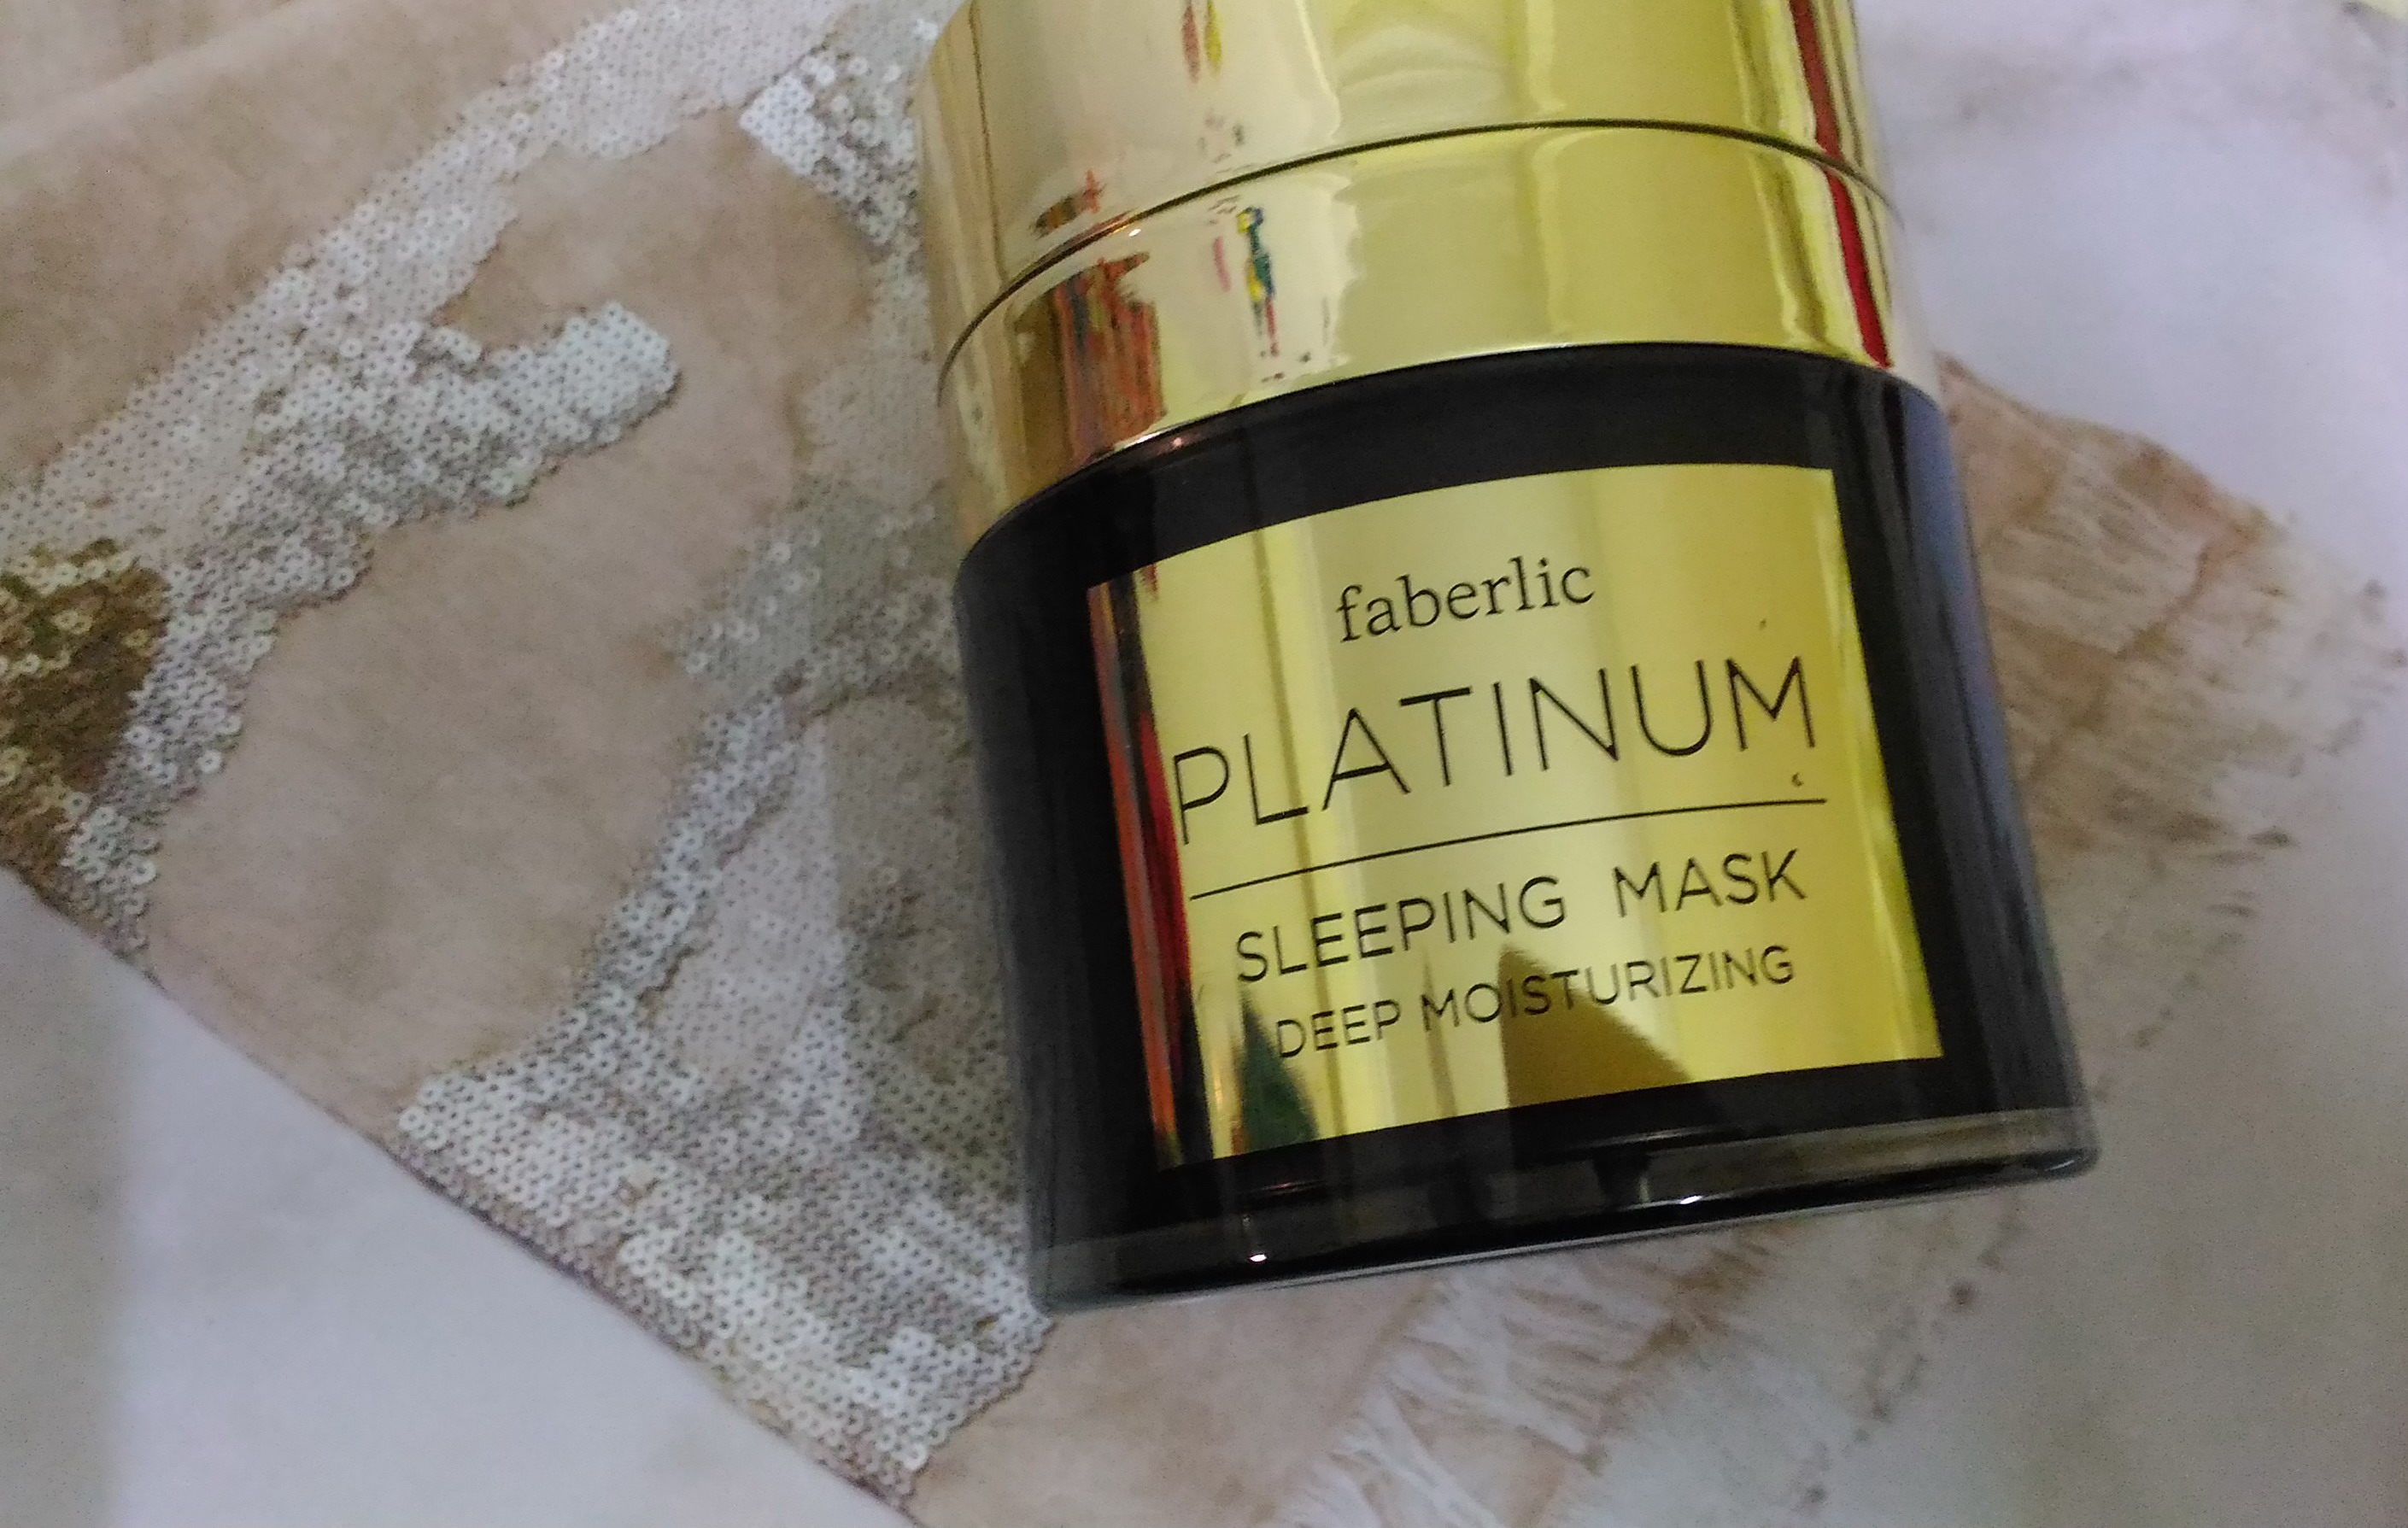 faberlic
PLATINUM
SLEEPING MASK
DEEP MOISTURIZING